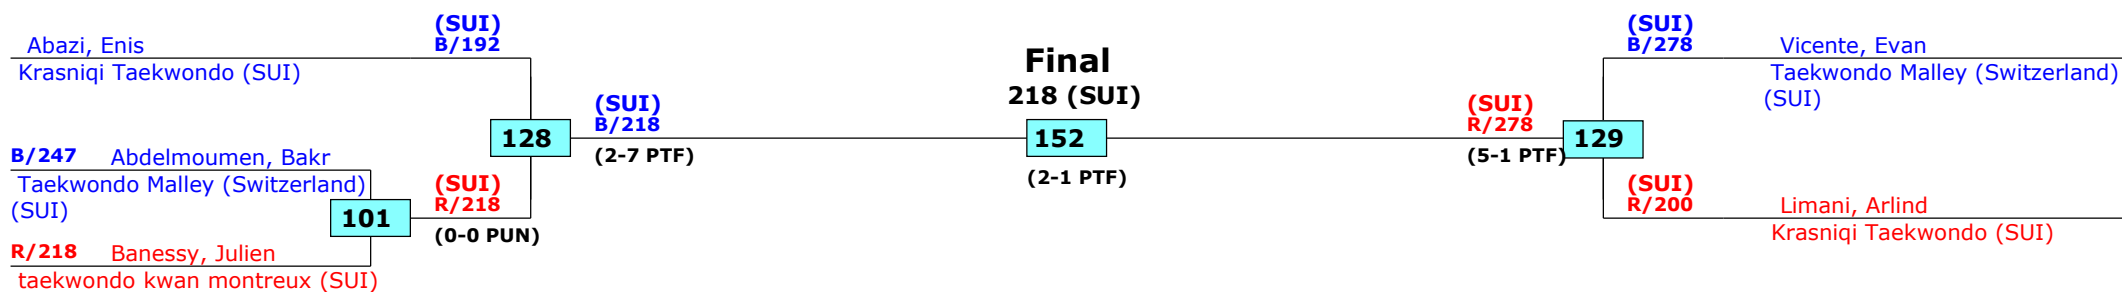 (SUI)
B/192
Abazi, Enis
Krasniqi Taekwondo (SUI)
B/247 Abdelmoumen, Bakr
Taekwondo Malley (Switzerland)
(SUI)
101
(SUI)
R/218
(0-0 PUN)
R/218 Banessy, Julien
taekwondo kwan montreux (SUI)
128
(SUI)
B/218
(2-7 PTF)
Final
218 (SUI)
152
(2-1 PTF)
(SUI)
R/278
(5-1 PTF)
129
(SUI)
B/278
Vicente, Evan
Taekwondo Malley (Switzerland)
(SUI)
(SUI)
R/200
Limani, Arlind
Krasniqi Taekwondo (SUI)